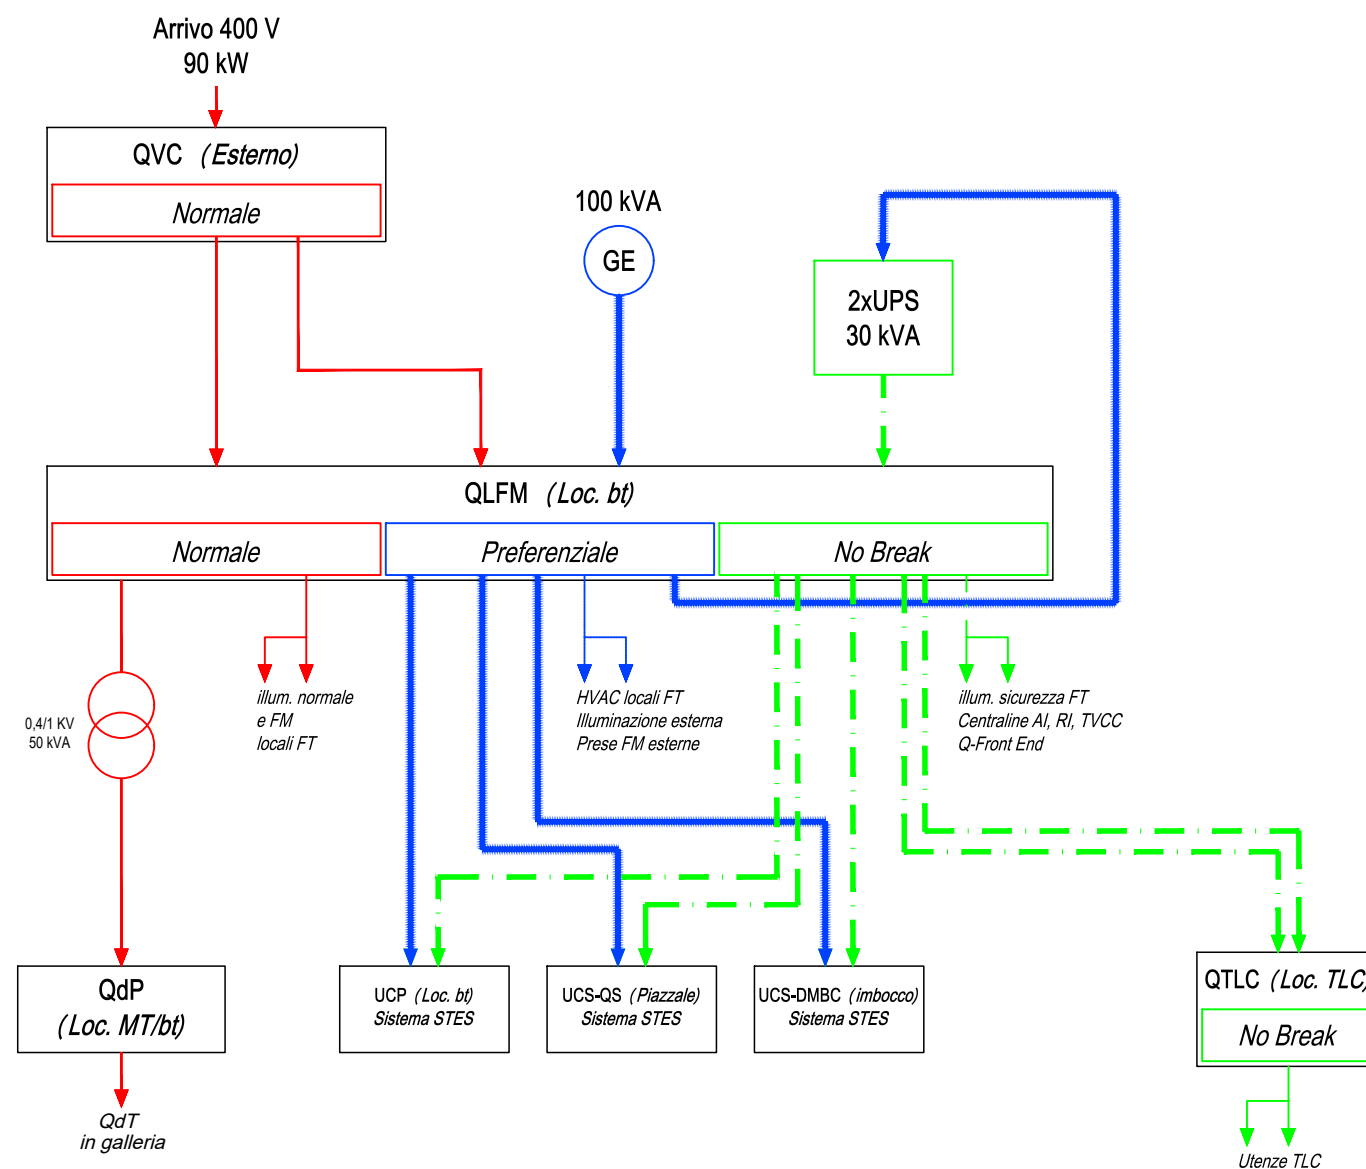 Arrivo 400 V
90 kW
QVC (Esterno)
Normale
100 kVA
GE
2xUPS
30 kVA
QLFM (Loc. bt)
Normale
Preferenziale
No Break
0,4/1 KV
50 kVA
illum. normale
e FM
locali FT
HVAC locali FT
Illuminazione esterna
Prese FM esterne
illum. sicurezza FT
Centraline AI, RI, TVCC
Q-Front End
QdP
(Loc. MT/bt)
UCP (Loc. bt)
Sistema STES
UCS-QS (Piazzale)
Sistema STES
UCS-DMBC (imbocco)
Sistema STES
QTLC (Loc. TLC)
No Break
QdT
in galleria
Utenze TLC